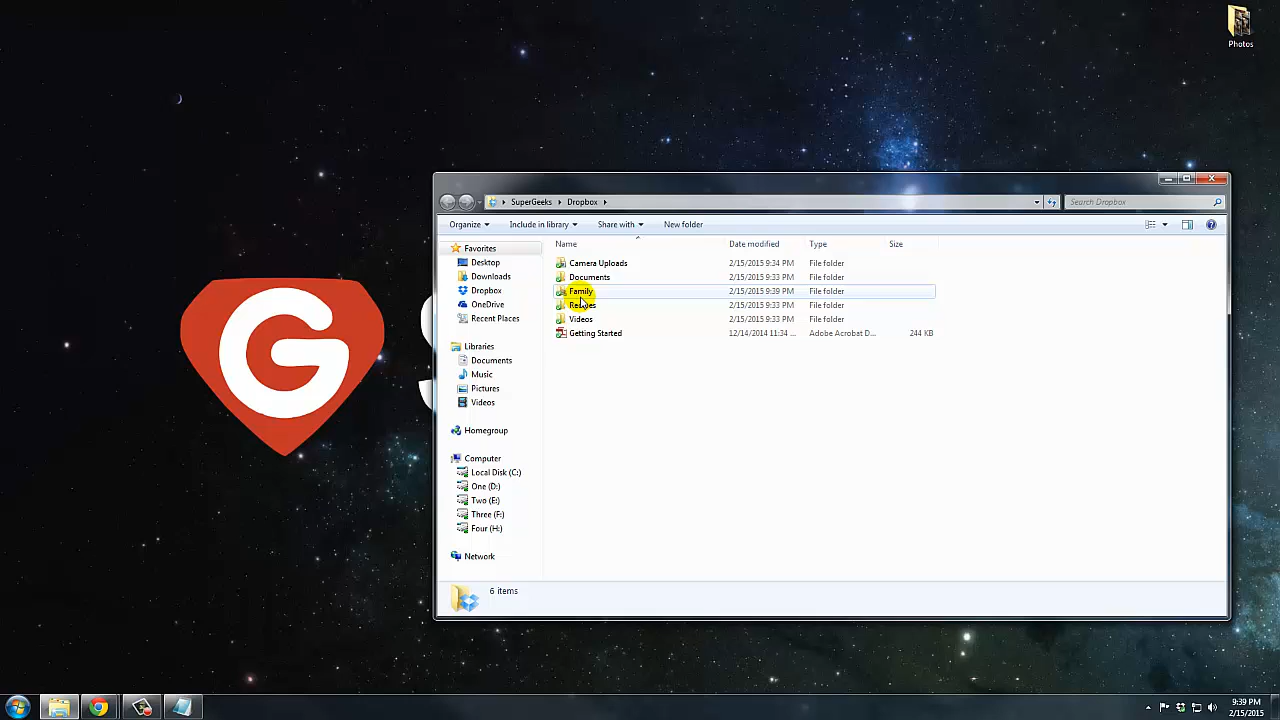 Photos
SuperGeeks Dropbox
Search Dropbox
Organize Include in library Share with New folder
Name Date modified Type Size
Favorites
Desktop
Downloads
Dropbox
OneDrive
Recent Places
Libraries
Documents
Music
Pictures
Videos
Homegroup
Computer
Local Disk (C:)
One (D:)
Two (E:)
Three (F:)
Four (H:)
Network
Camera Uploads 2/15/2015 9:34 PM File folder
Documents 2/15/2015 9:33 PM File folder
Family 2/15/2015 9:39 PM File folder
2/15/2015 9:33 PM File folder
Videos 2/15/2015 9:33 PM File folder
Getting Started 12/14/2014 11:34 ... Adobe Acrobat D... 244 KB
6 items
G
9:39 PM
2/15/2015